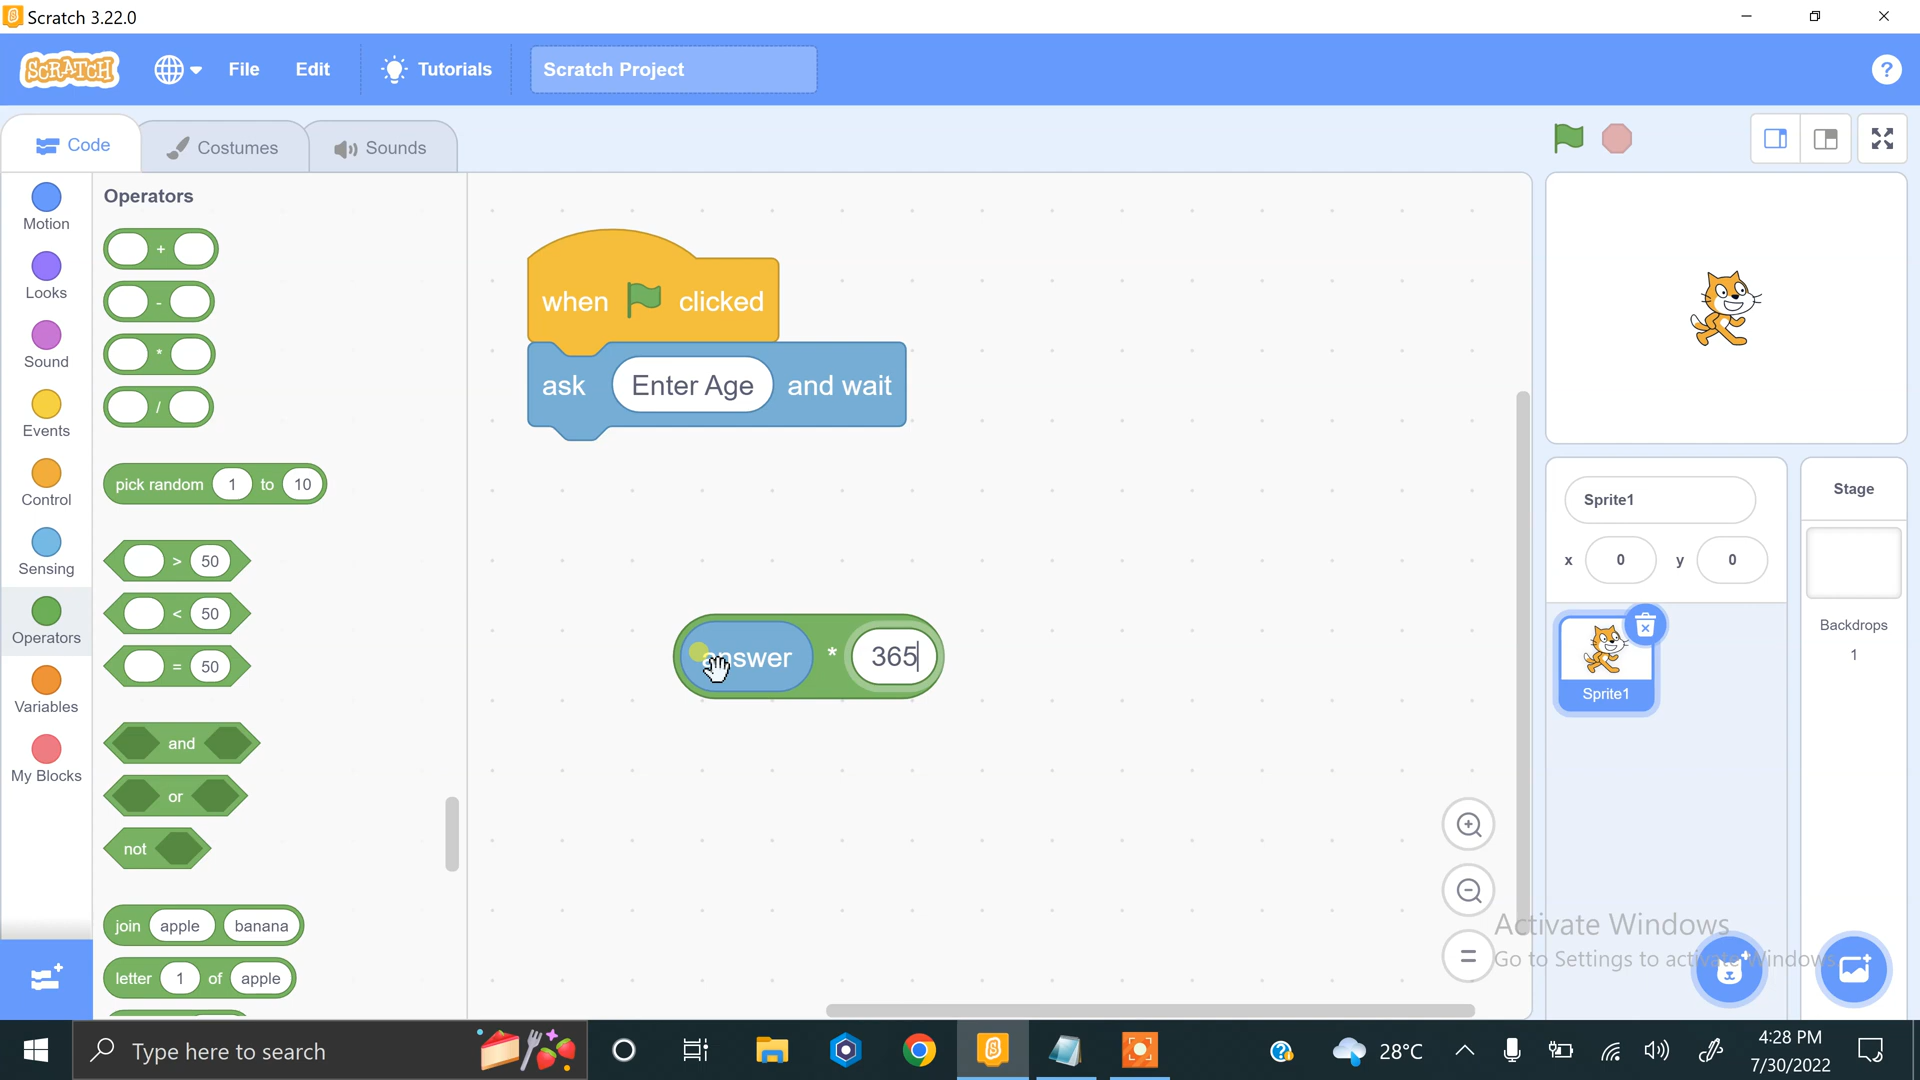 Scratch 3.22.0
SCRATCH
File
Edit
Tutorials
Scratch Project
?
Code
Costumes
Sounds
Motion
Looks
Sound
Events
Control
Sensing
Operators
Variables
My Blocks
Operators
+
-
*
/
pick random 1 to 10
> 50
< 50
= 50
and
or
not
join apple banana
letter 1 of apple
when clicked
ask Enter Age and wait
answer * 365
Sprite1
x 0 y 0
Sprite1
Stage
Backdrops
1
Activate Windows
Go to Settings to activate Windows.
Type here to search
28°C
4:28 PM
7/30/2022